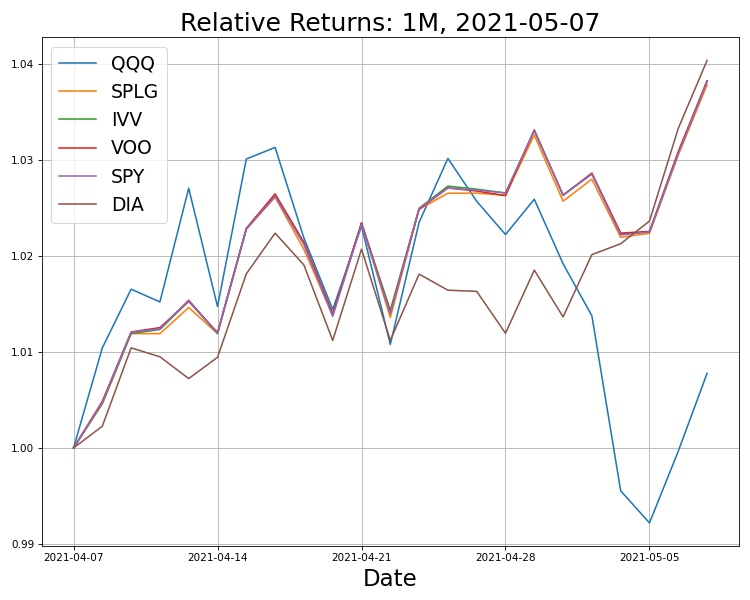 Relative Returns: 1M, 2021-05-07
QQQ
SPLG
IVV
VOO
SPY
DIA
1.04
1.03
1.02
1.01
1.00
0.99
2021-04-07 2021-04-14 2021-04-21 2021-04-28 2021-05-05
Date